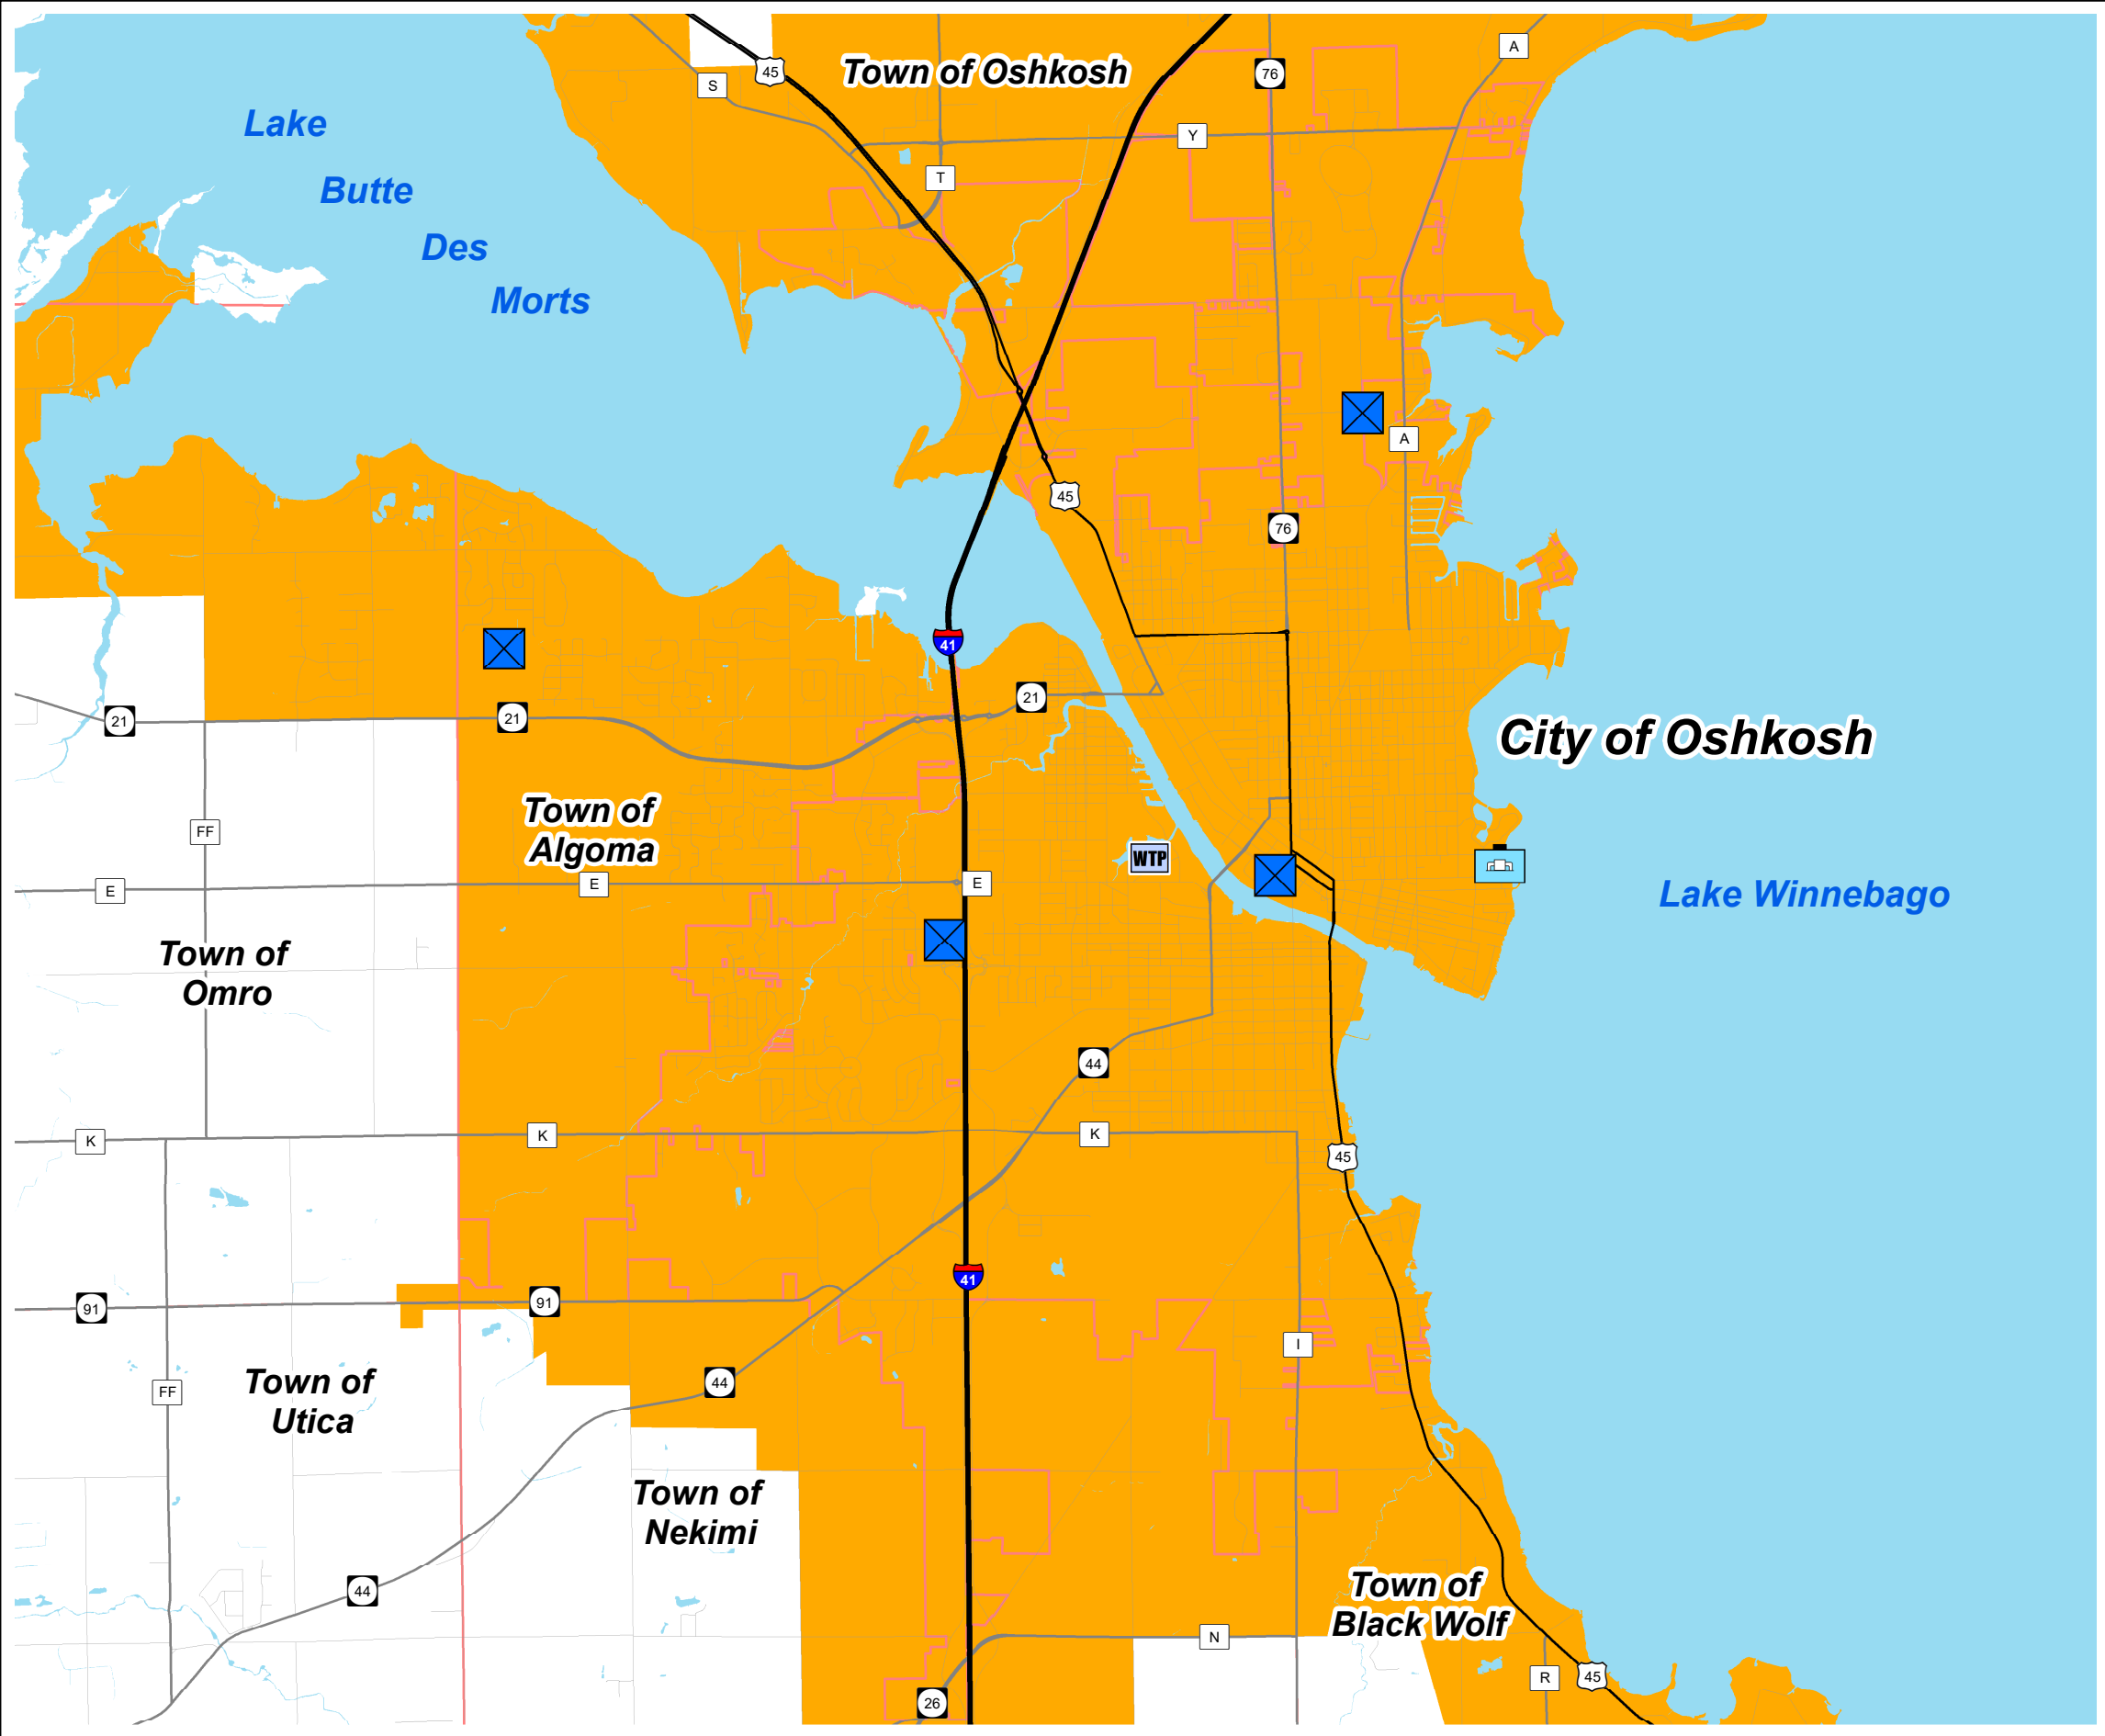 A
45
Town of Oshkosh
76
S
Lake
Y
T
Butte
Des
Morts
A
45
76
41
21
21
21
City of Oshkosh
Town of
Algoma
FF
WTP
E
E
E
Lake Winnebago
Town of
Omro
44
K
K
K
45
41
91
91
I
Town of
Utica
44
FF
Town of
Nekimi
44
Town of
Black Wolf
N
R
45
26